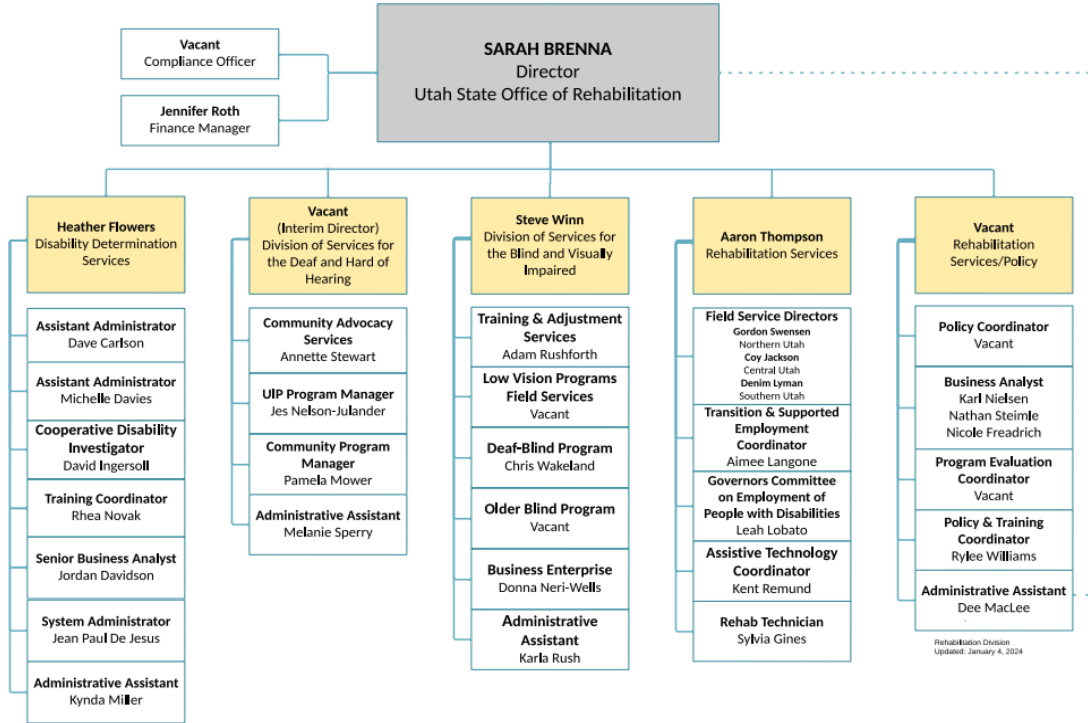 Vacant
Compliance Officer
Jennifer Roth
Finance Manager
SARAH BRENNA
Director
Utah State Office of Rehabilitation
Heather Flowers
Disability Determination
Services
Assistant Administrator
Dave Carlson
Assistant Administrator
Michelle Davies
Cooperative Disability
Investigator
David Ingersoll
Training Coordinator
Rhea Novak
Senior Business Analyst
Jordan Davidson
System Administrator
Jean Paul De Jesus
Administrative Assistant
Kynda Miller
Vacant
(Interim Director)
Division of Services for
the Deaf and Hard of
Hearing
Community Advocacy
Services
Annette Stewart
UIP Program Manager
Jes Nelson-Julander
Community Program
Manager
Pamela Mower
Administrative Assistant
Melanie Sperry
Steve Winn
Division of Services for
the Blind and Visually
Impaired
Training & Adjustment
Services
Adam Rushforth
Low Vision Programs
Field Services
Vacant
Deaf-Blind Program
Chris Wakeland
Older Blind Program
Vacant
Business Enterprise
Donna Neri-Wells
Administrative
Assistant
Karla Rush
Aaron Thompson
Rehabilitation Services
Field Service Directors
Gordon Swensen
Northern Utah
Coy Jackson
Central Utah
Denim Lyman
Southern Utah
Transition & Supported
Employment
Coordinator
Aimee Langone
Governors Committee
on Employment of
People with Disabilities
Leah Lobato
Assistive Technology
Coordinator
Kent Remund
Rehab Technician
Sylvia Gines
Vacant
Rehabilitation
Services/Policy
Policy Coordinator
Vacant
Business Analyst
Karl Nielsen
Nathan Steimle
Nicole Freadrich
Program Evaluation
Coordinator
Vacant
Policy & Training
Coordinator
Rylee Williams
Administrative Assistant
Dee MacLee
Rehabilitation Division
Updated: January 4, 2024